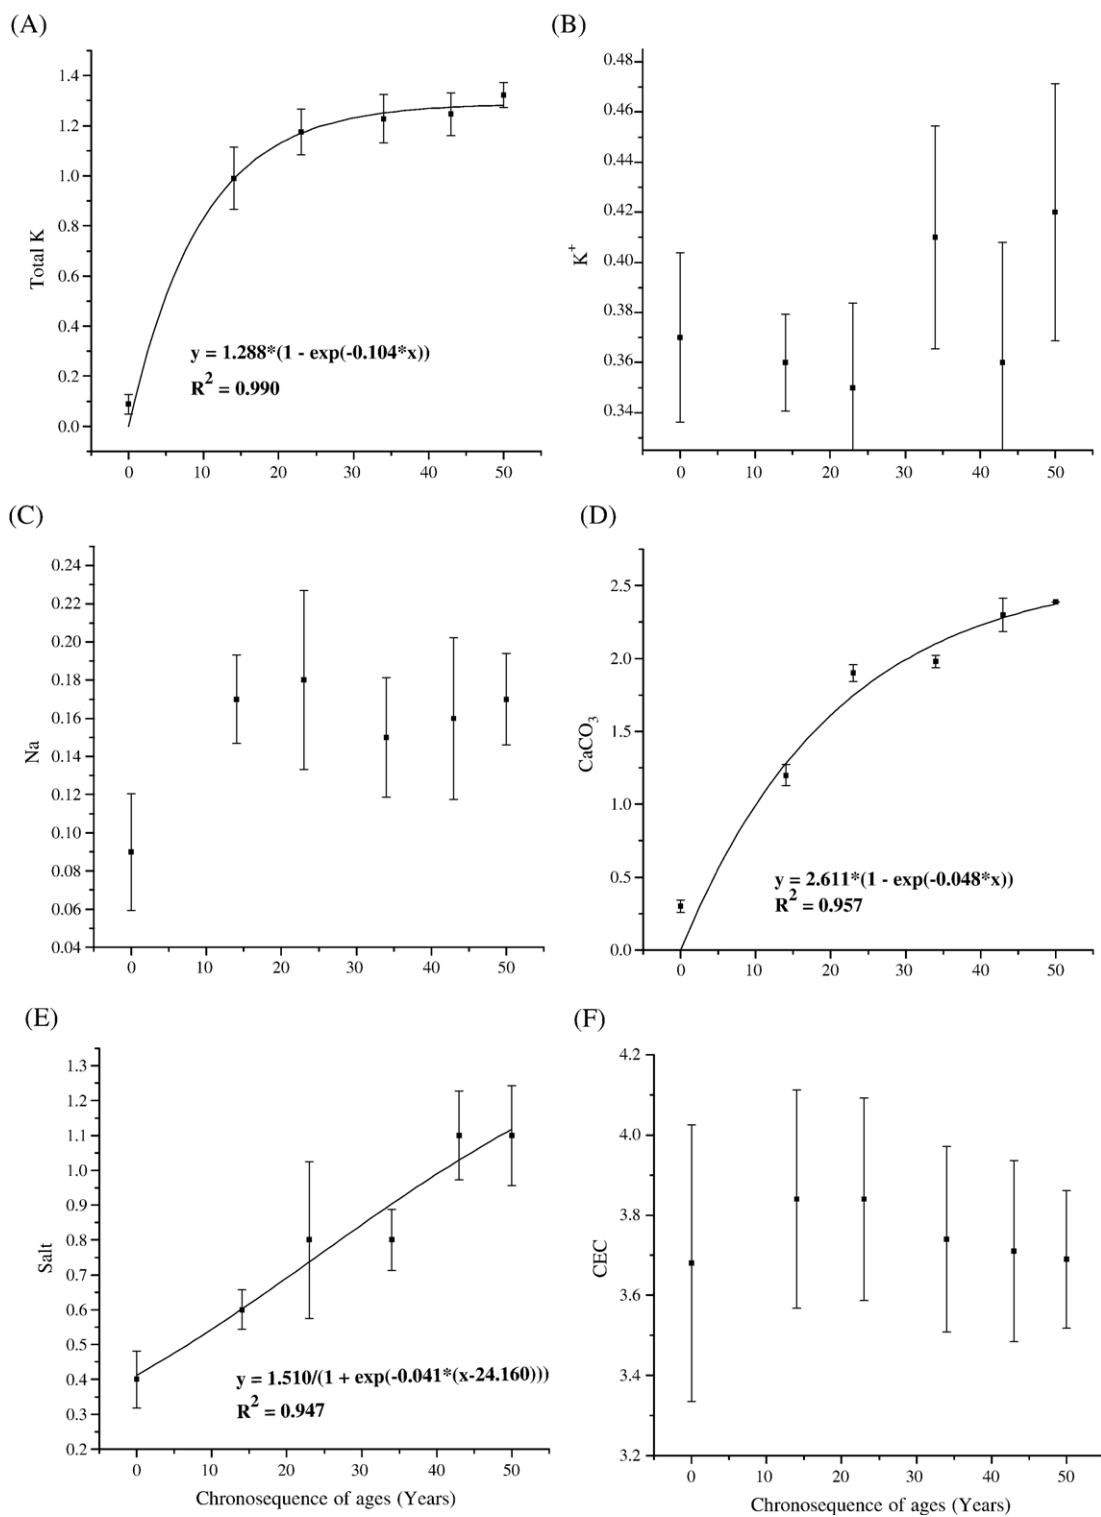 (A)
Total K
1.4
1.2
1.0
0.8
0.6
0.4
0.2
0.0
y = 1.288*(1 - exp(-0.104*x))
R² = 0.990
0 10 20 30 40 50
(B)
K⁺
0.48
0.46
0.44
0.42
0.40
0.38
0.36
0.34
0 10 20 30 40 50
(C)
Na
0.24
0.22
0.20
0.18
0.16
0.14
0.12
0.10
0.08
0.06
0.04
0 10 20 30 40 50
(D)
CaCO₃
2.5
2.0
1.5
1.0
0.5
0.0
y = 2.611*(1 - exp(-0.048*x))
R² = 0.957
0 10 20 30 40 50
(E)
Salt
1.3
1.2
1.1
1.0
0.9
0.8
0.7
0.6
0.5
0.4
0.3
0.2
y = 1.510/(1 + exp(-0.041*(x-24.160)))
R² = 0.947
0 10 20 30 40 50
Chronosequence of ages (Years)
(F)
CEC
4.2
4.0
3.8
3.6
3.4
3.2
0 10 20 30 40 50
Chronosequence of ages (Years)